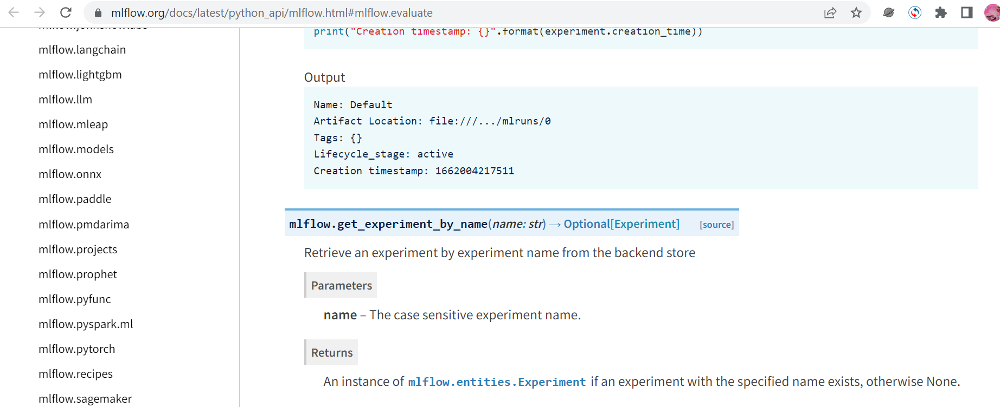 mlflow.org/docs/latest/python_api/mlflow.html#mlflow.evaluate
mlflow.langchain
mlflow.lightgbm
mlflow.llm
mlflow.mleap
mlflow.models
mlflow.onnx
mlflow.paddle
mlflow.pmdarima
mlflow.projects
mlflow.prophet
mlflow.pyfunc
mlflow.pyspark.ml
mlflow.pytorch
mlflow.recipes
mlflow.sagemaker
print("Creation timestamp: {}".format(experiment.creation_time))
Output
Name: Default
Artifact Location: file:///.../mlruns/0
Tags: {}
Lifecycle_stage: active
Creation timestamp: 1662004217511
mlflow.get_experiment_by_name(name: str) → Optional[Experiment] [source]
Retrieve an experiment by experiment name from the backend store
Parameters
name – The case sensitive experiment name.
Returns
An instance of mlflow.entities.Experiment if an experiment with the specified name exists, otherwise None.